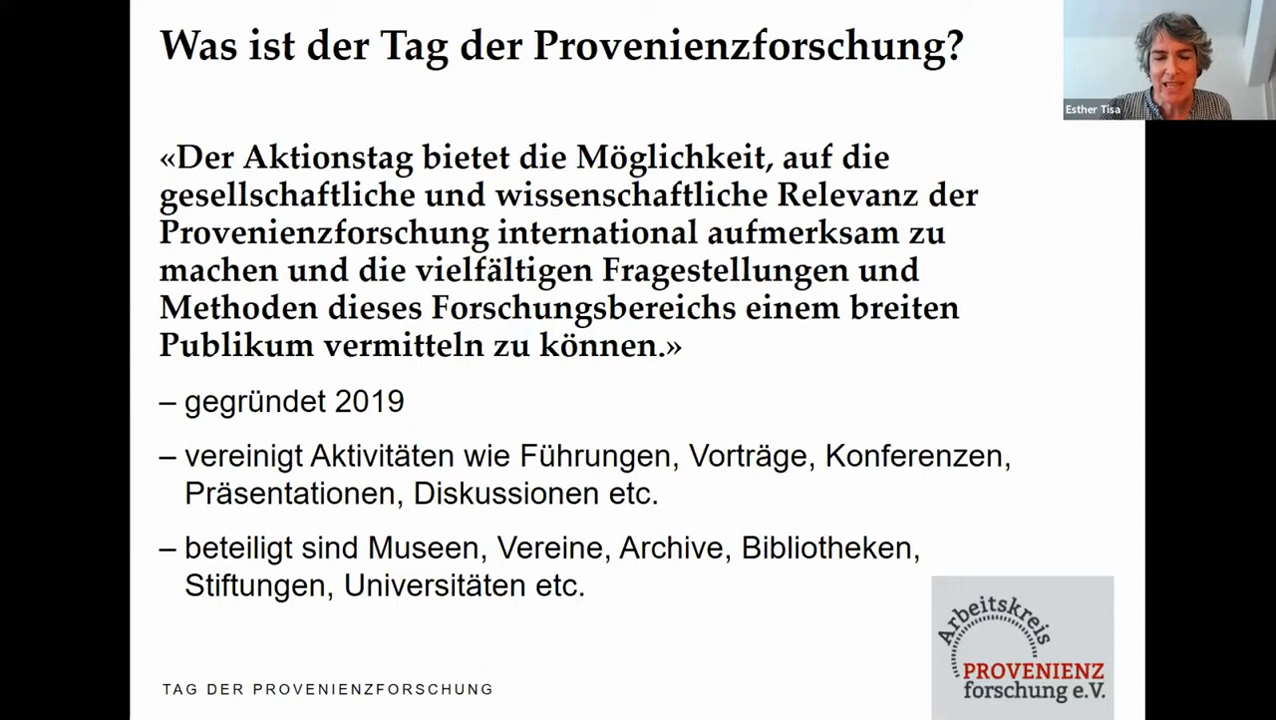 Was ist der Tag der Provenienzforschung?
Esther Tisa
«Der Aktionstag bietet die Möglichkeit, auf die
gesellschaftliche und wissenschaftliche Relevanz der
Provenienzforschung international aufmerksam zu
machen und die vielfältigen Fragestellungen und
Methoden dieses Forschungsbereichs einem breiten
Publikum vermitteln zu können.»
– gegründet 2019
– vereinigt Aktivitäten wie Führungen, Vorträge, Konferenzen,
Präsentationen, Diskussionen etc.
– beteiligt sind Museen, Vereine, Archive, Bibliotheken,
Stiftungen, Universitäten etc.
TAG DER PROVENIENZFORSCHUNG
Arbeitskreis
PROVENIENZ
forschung e.V.